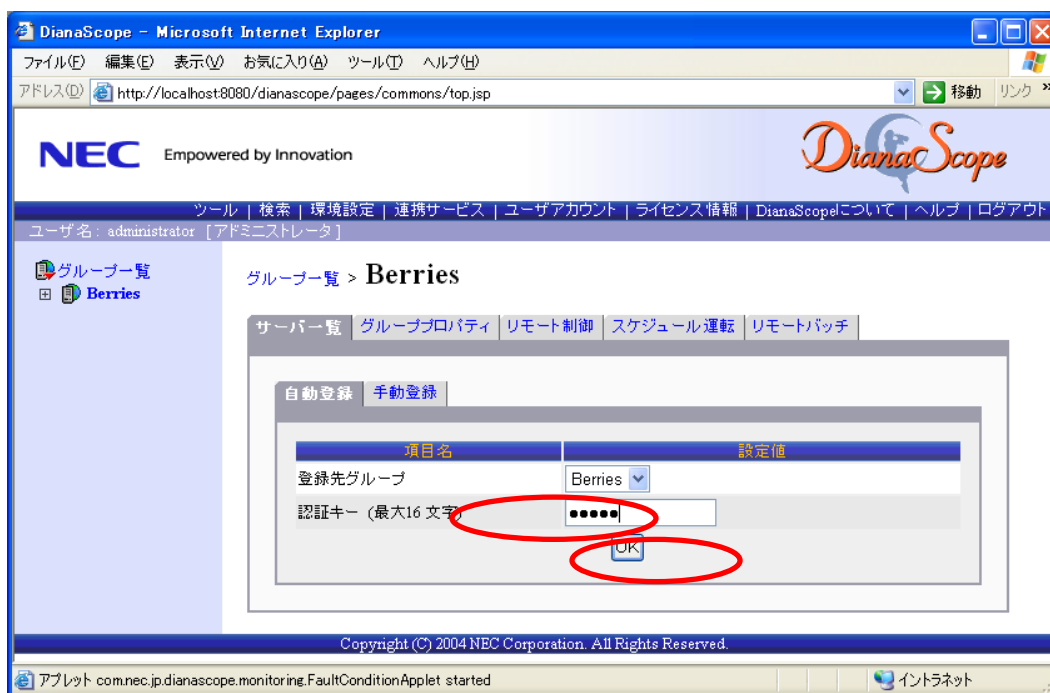 DianaScope - Microsoft Internet Explorer
ファイル(F) 編集(E) 表示(V) お気に入り(A) ツール(T) ヘルプ(H)
アドレス(D) http://localhost:8080/dianascope/pages/commons/top.jsp 移動 リンク »
NEC Empowered by Innovation DianaScope
ツール | 検索 | 環境設定 | 連携サービス | ユーザアカウント | ライセンス情報 | DianaScopeについて | ヘルプ | ログアウト
ユーザ名: administrator [アドミニストレータ]
グループ一覧
Berries
グループ一覧 > Berries
サーバ一覧 グループプロパティ リモート制御 スケジュール運転 リモートバッチ
自動登録 手動登録
項目名 設定値
登録先グループ Berries
認証キー (最大16 文字) ●●●●●
OK
Copyright (C) 2004 NEC Corporation. All Rights Reserved.
アプレット com.nec.jp.dianascope.monitoring.FaultConditionApplet started イントラネット